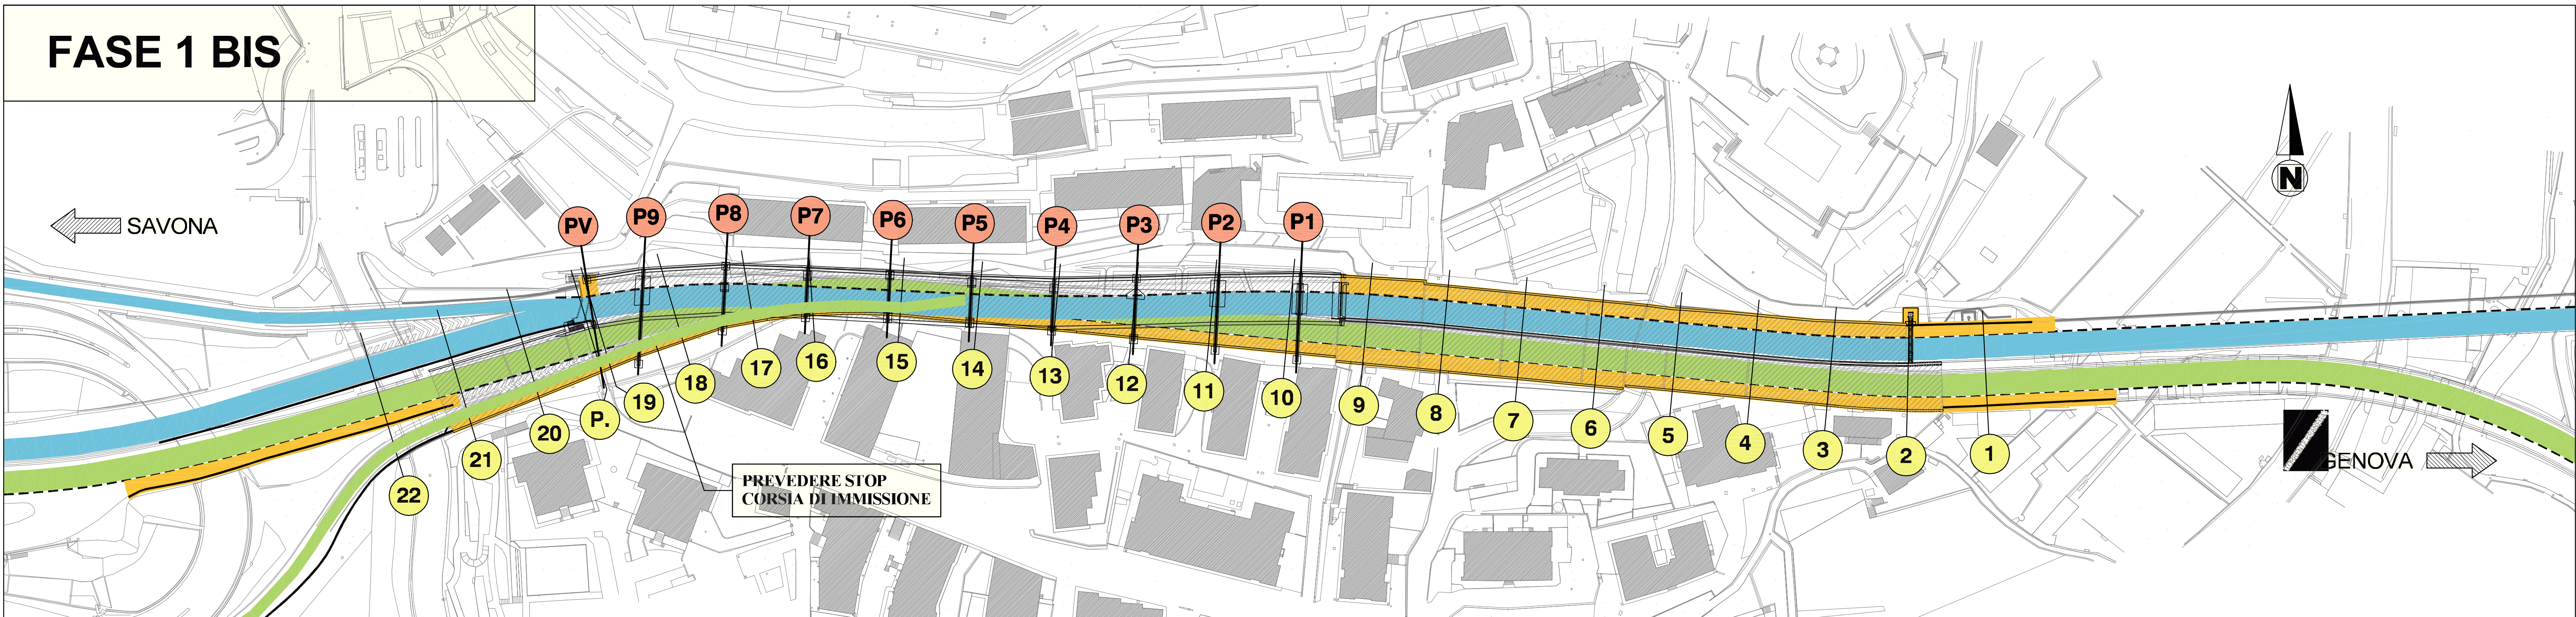 FASE 1 BIS
N
SAVONA
PV
P9
P8
P7
P6
P5
P4
P3
P2
P1
22
21
20
P.
19
18
17
16
15
14
13
12
11
10
9
8
7
6
5
4
3
2
1
GENOVA
PREVEDERE STOP
CORSIA DI IMMISSIONE